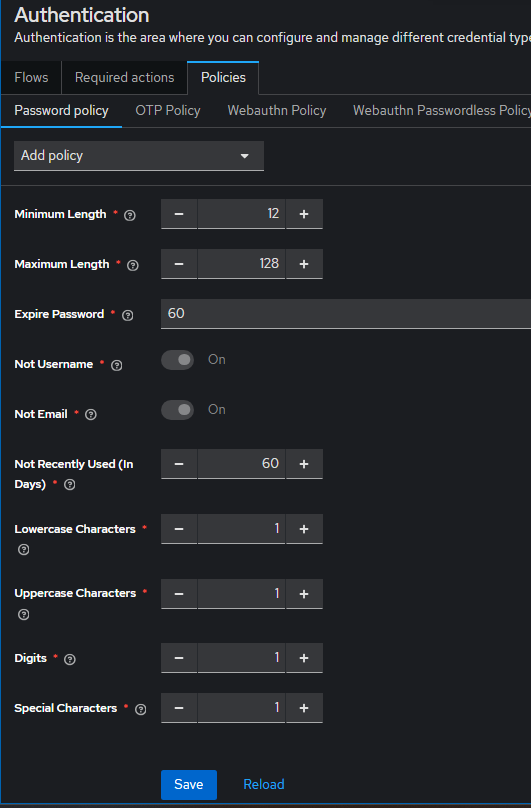 Authentication
Authentication is the area where you can configure and manage different credential type
Flows Required actions Policies
Password policy OTP Policy Webauthn Policy Webauthn Passwordless Policy
Add policy
Minimum Length * ? − 12 +
Maximum Length * ? − 128 +
Expire Password * ? 60
Not Username * ? On
Not Email * ? On
Not Recently Used (In
Days) * ? − 60 +
Lowercase Characters * ? − 1 +
Uppercase Characters * ? − 1 +
Digits * ? − 1 +
Special Characters * ? − 1 +
Save Reload